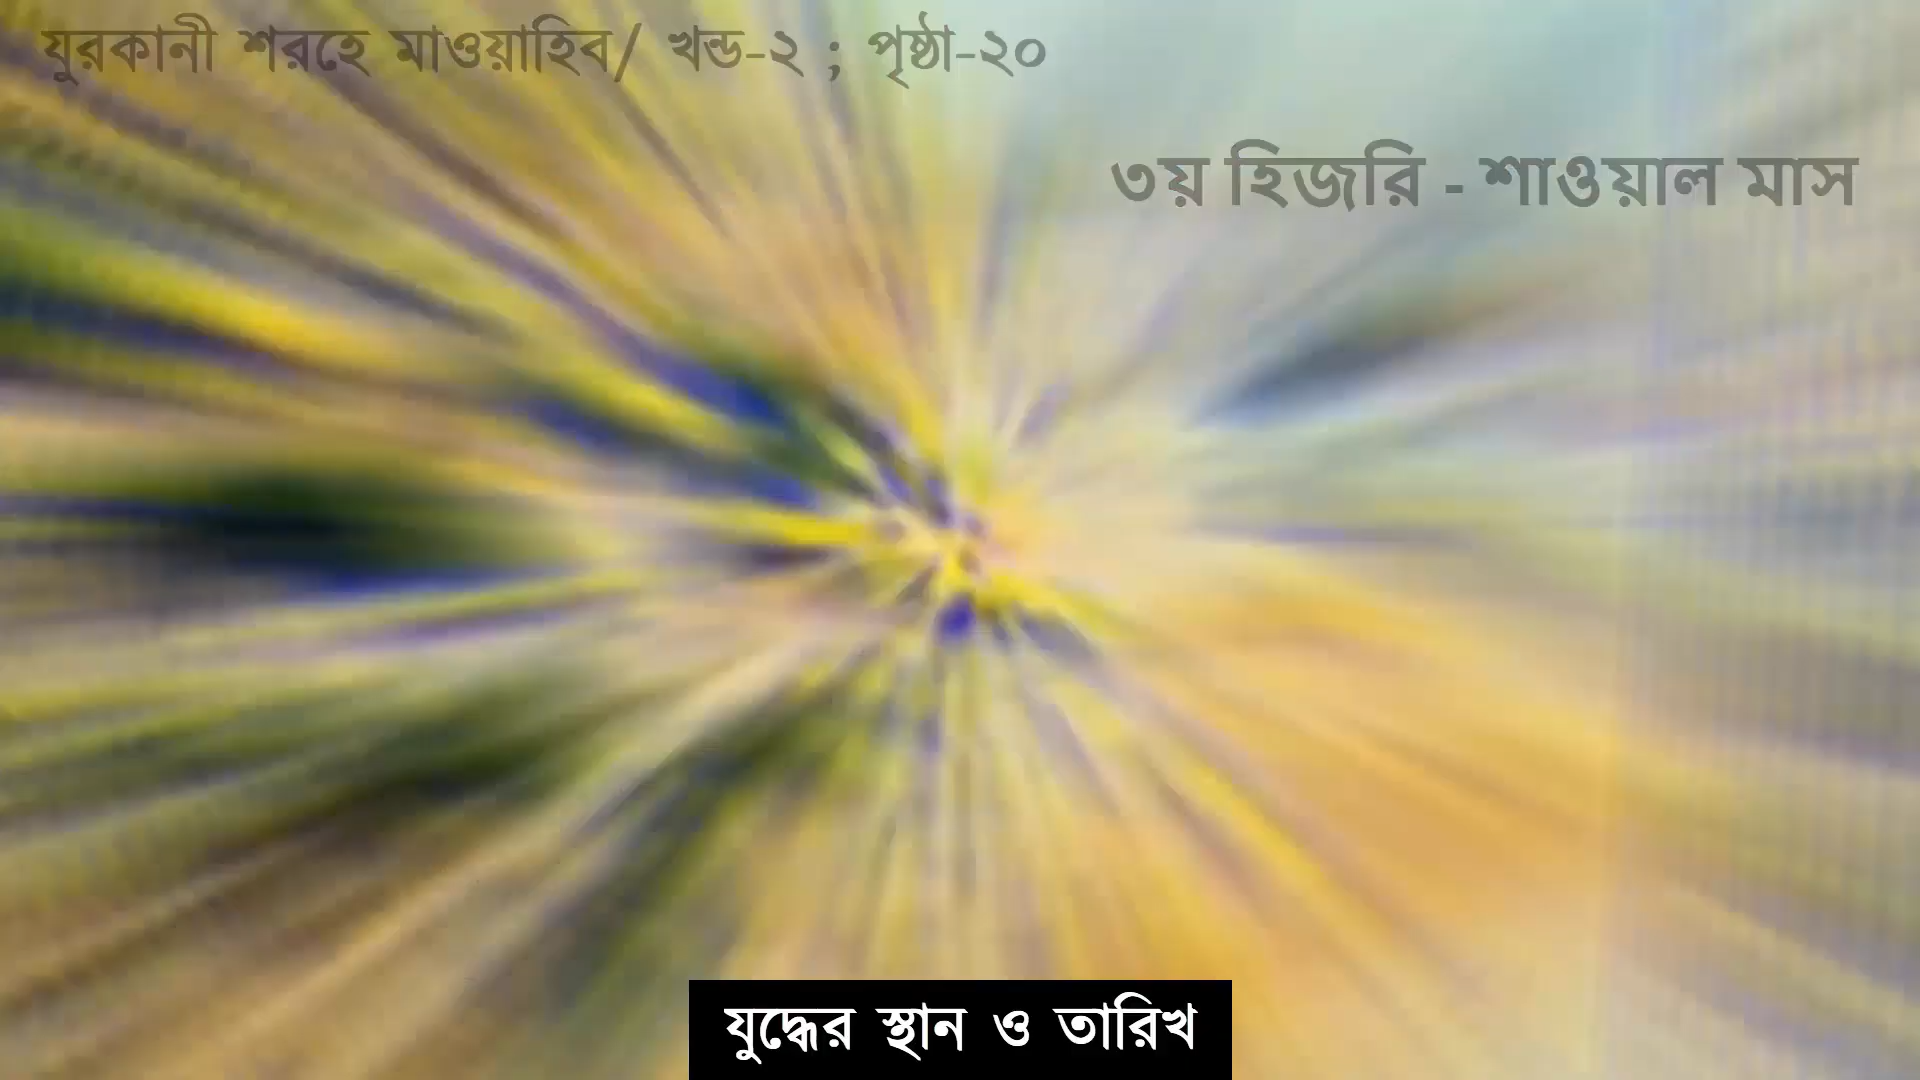 যুরকানী শরহে মাওয়াহিব/ খন্ড-২ ; পৃষ্ঠা-২০
৩য় হিজরি - শাওয়াল মাস
যুদ্ধের স্থান ও তারিখ